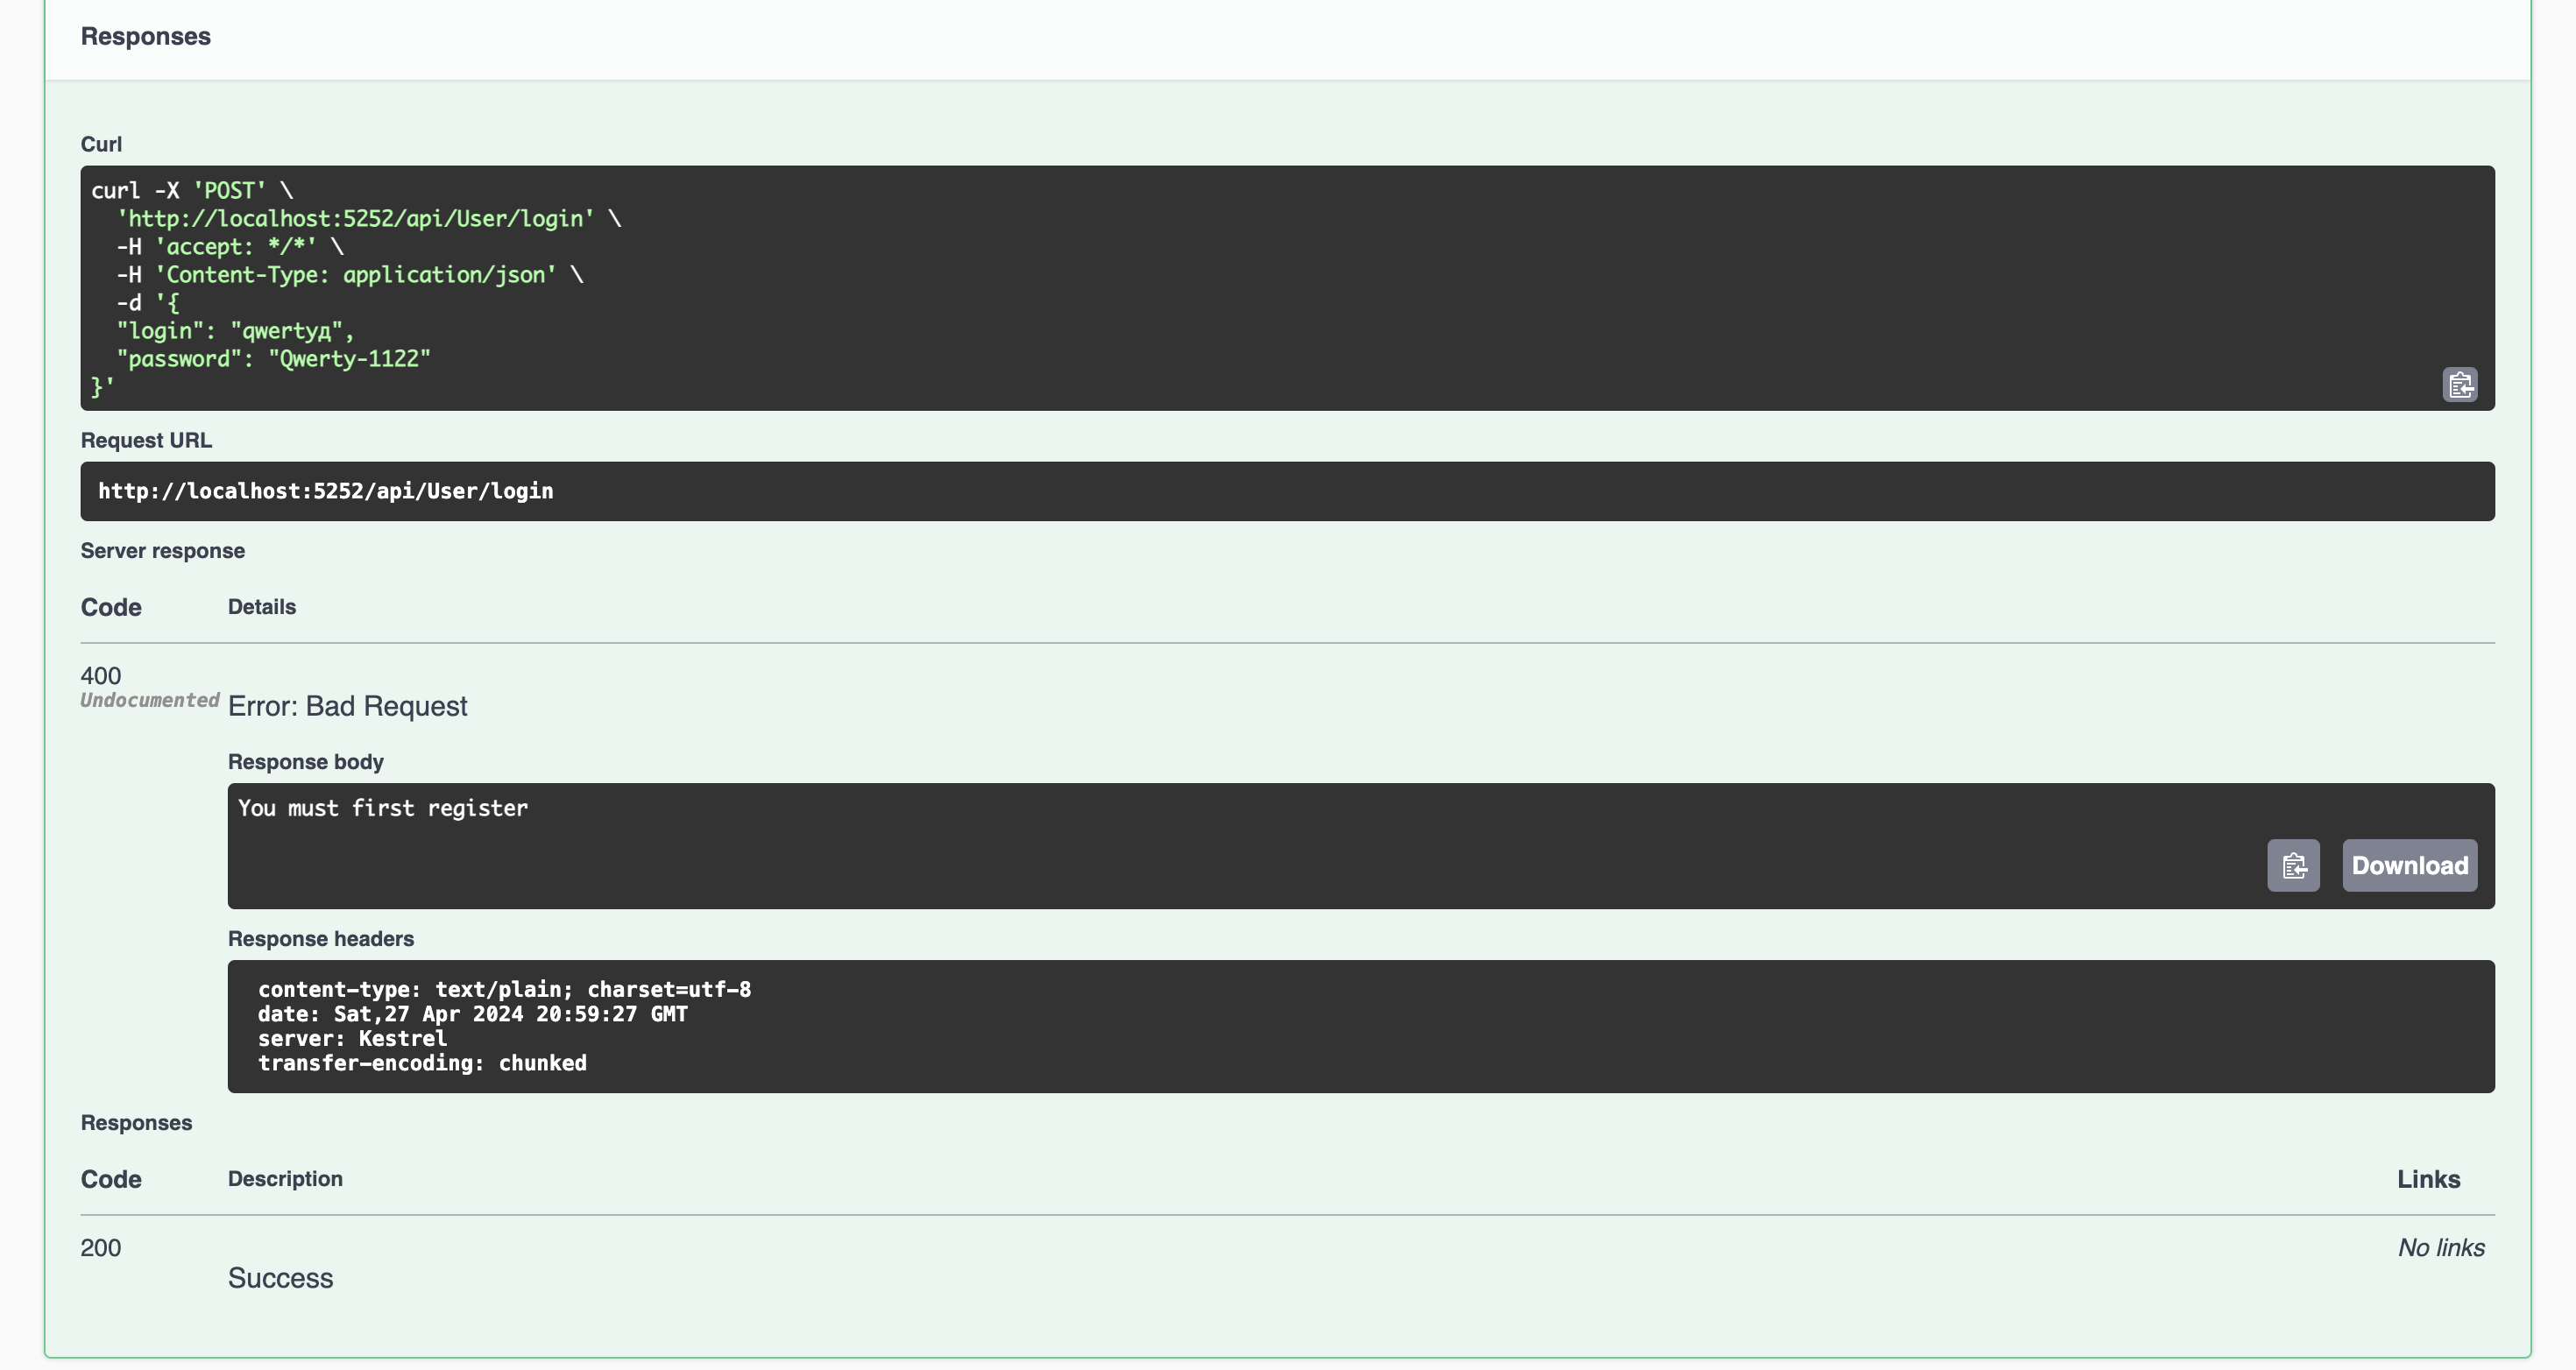 Responses
Curl
curl -X 'POST' \
'http://localhost:5252/api/User/login' \
-H 'accept: */*' \
-H 'Content-Type: application/json' \
-d '{
"login": "qwertyд",
"password": "Qwerty-1122"
}'
Request URL
http://localhost:5252/api/User/login
Server response
Code Details
400
Undocumented Error: Bad Request
Response body
You must first register
Download
Response headers
content-type: text/plain; charset=utf-8
date: Sat,27 Apr 2024 20:59:27 GMT
server: Kestrel
transfer-encoding: chunked
Responses
Code Description Links
200 No links
Success